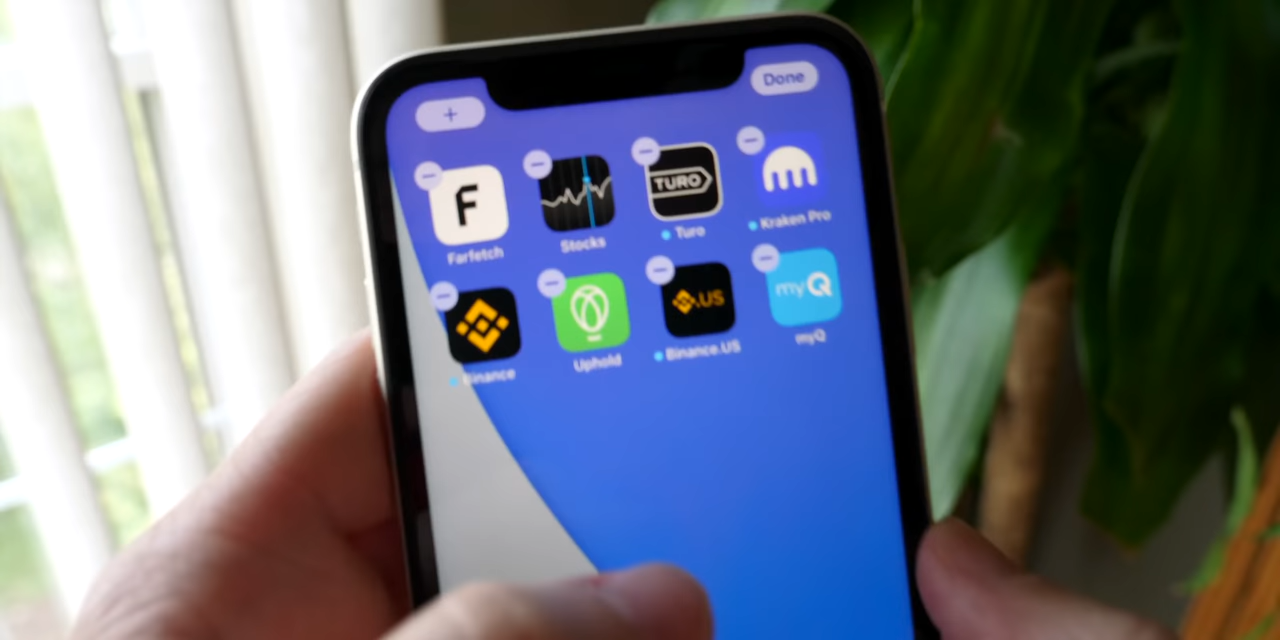 +
Done
F
Farfetch
Stocks
TURO
Turo
Kraken Pro
Binance
Uphold
.US
Binance.US
myQ
myQ